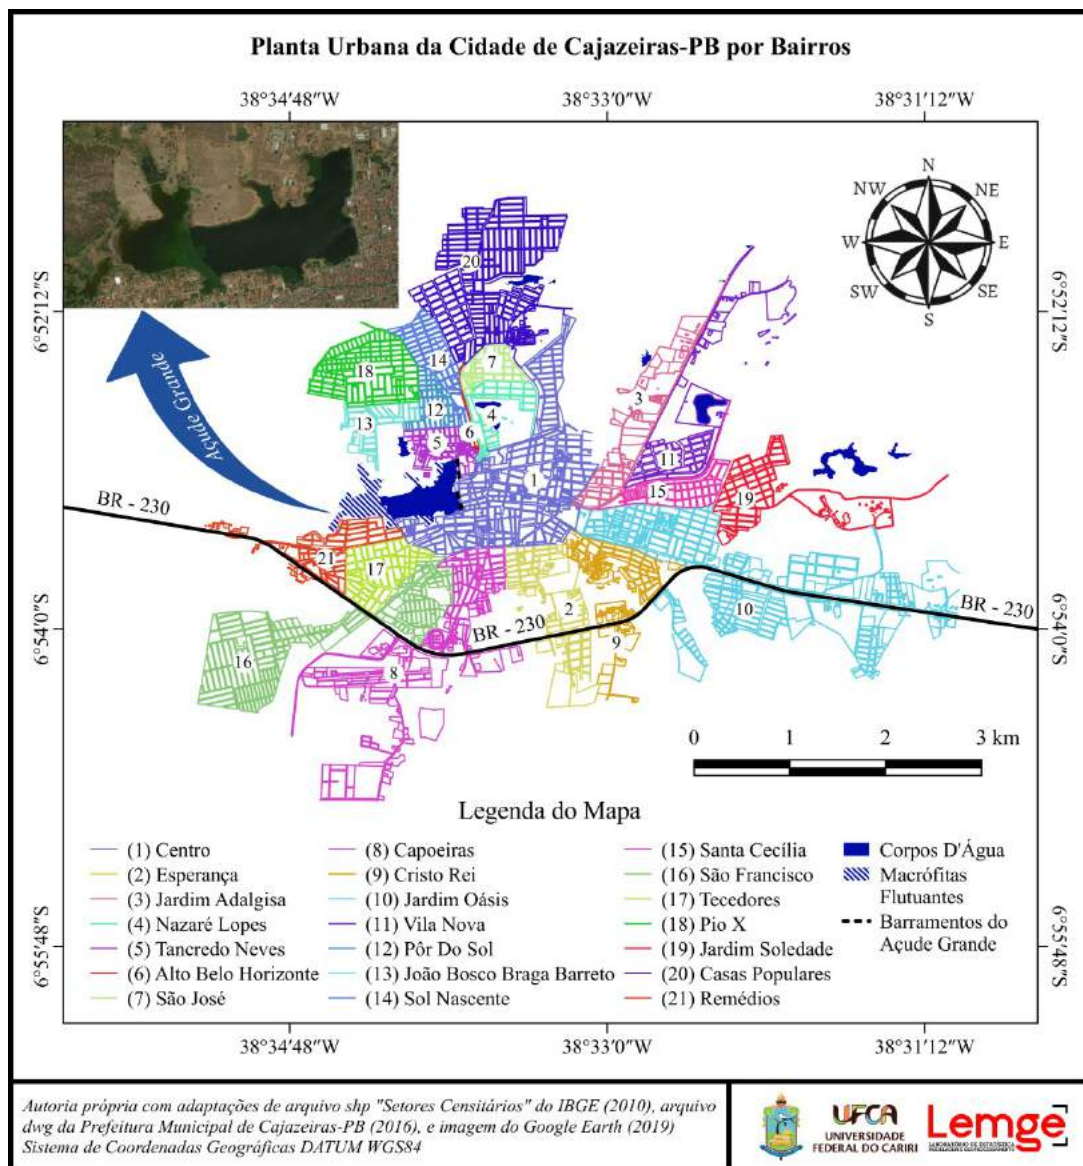 Planta Urbana da Cidade de Cajazeiras-PB por Bairros
38°34'48"W 38°33'0"W 38°31'12"W
N
NW NE
W E
SW SE
S
6°52'12"S 6°52'12"S
Açude Grande
20
14
7
18
3
12
4
13
6
5
11
1
15
19
BR - 230
21
17
2
10
BR - 230
BR - 230
9
16
8
6°54'0"S 6°54'0"S
0 1 2 3 km
Legenda do Mapa
(1) Centro
(2) Esperança
(3) Jardim Adalgisa
(4) Nazaré Lopes
(5) Tancredo Neves
(6) Alto Belo Horizonte
(7) São José
(8) Capoeiras
(9) Cristo Rei
(10) Jardim Oásis
(11) Vila Nova
(12) Pôr Do Sol
(13) João Bosco Braga Barreto
(14) Sol Nascente
(15) Santa Cecília
(16) São Francisco
(17) Tecedores
(18) Pio X
(19) Jardim Soledade
(20) Casas Populares
(21) Remédios
Corpos D'Água
Macrófitas
Flutuantes
Barramentos do
Açude Grande
6°55'48"S 6°55'48"S
38°34'48"W 38°33'0"W 38°31'12"W
Autoria própria com adaptações de arquivo shp "Setores Censitários" do IBGE (2010), arquivo
dwg da Prefeitura Municipal de Cajazeiras-PB (2016), e imagem do Google Earth (2019)
Sistema de Coordenadas Geográficas DATUM WGS84
UFCA
UNIVERSIDADE
FEDERAL DO CARIRI
Lemge